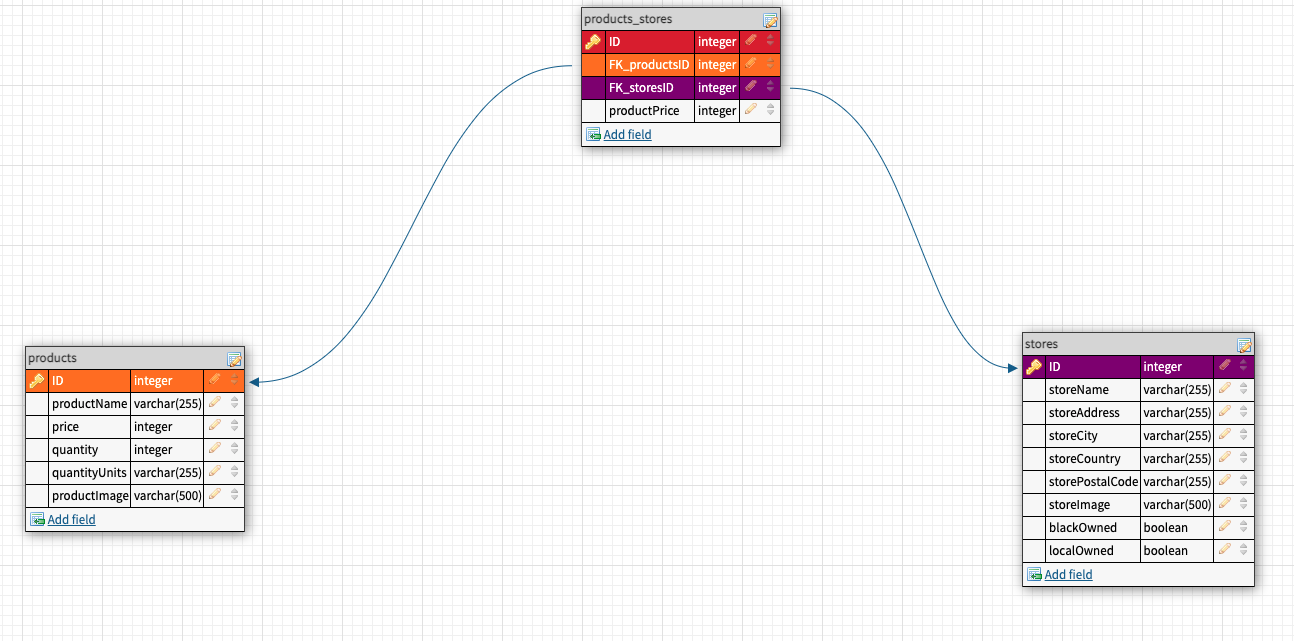 products_stores
ID integer
FK_productsID integer
FK_storesID integer
productPrice integer
Add field
products
ID integer
productName varchar(255)
price integer
quantity integer
quantityUnits varchar(255)
productImage varchar(500)
Add field
stores
ID integer
storeName varchar(255)
storeAddress varchar(255)
storeCity varchar(255)
storeCountry varchar(255)
storePostalCode varchar(255)
storeImage varchar(500)
blackOwned boolean
localOwned boolean
Add field